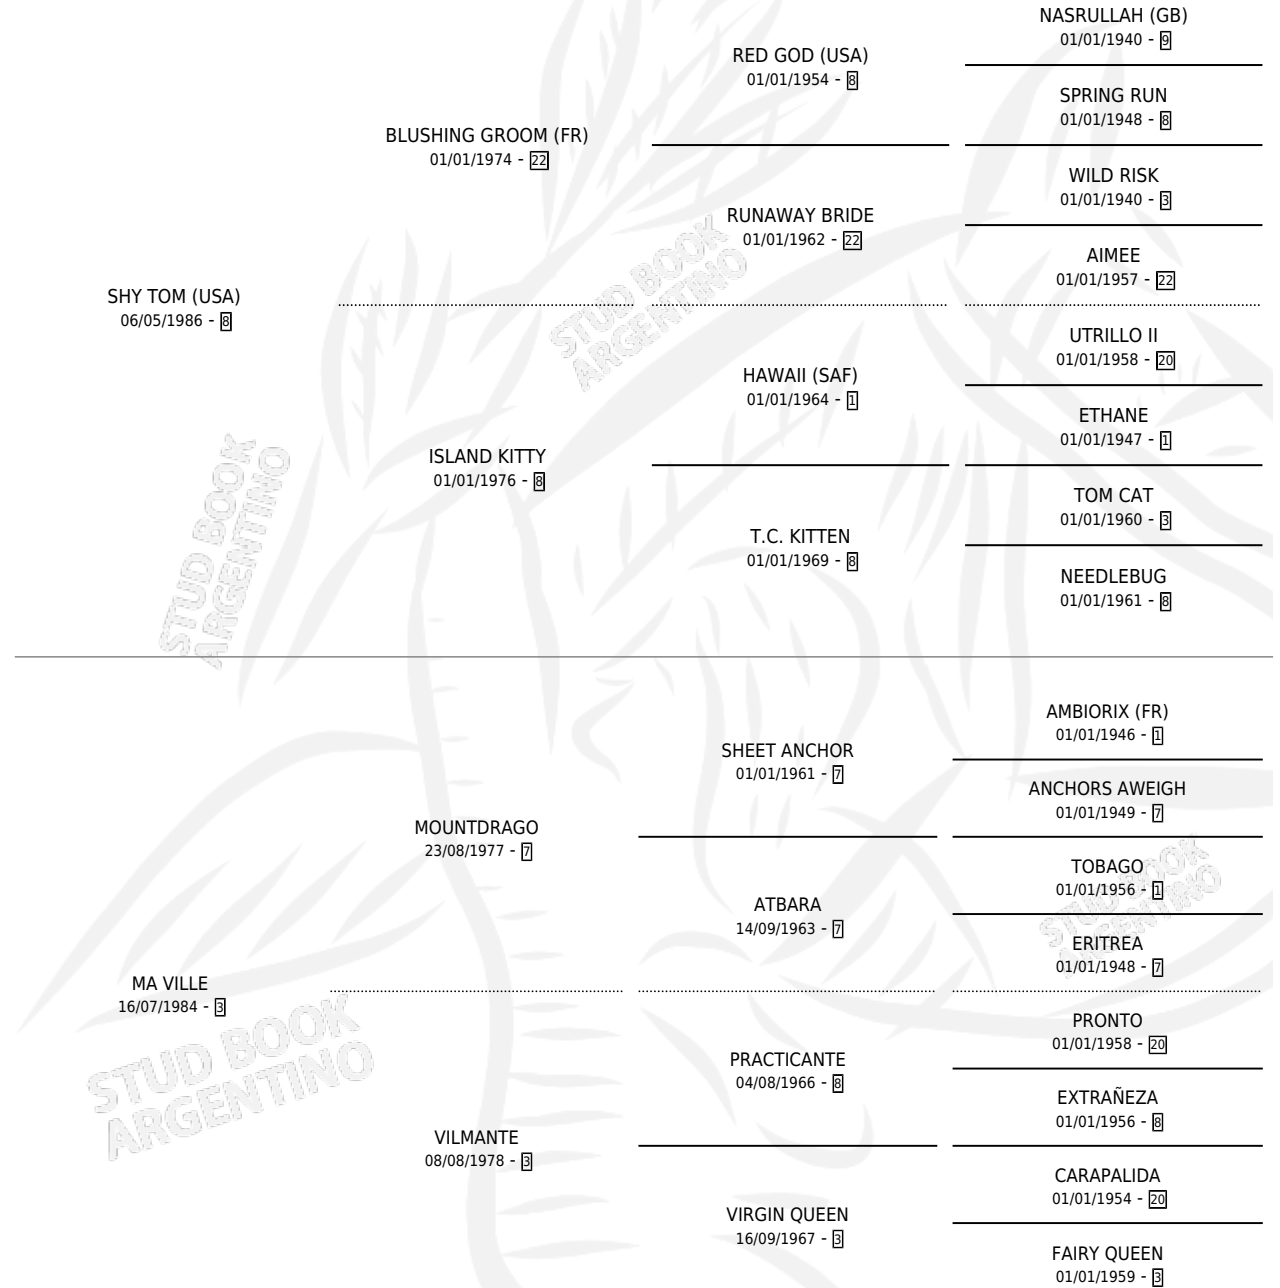 NASRULLAH (GB)
01/01/1940 - 9
RED GOD (USA)
01/01/1954 - 8
SPRING RUN
01/01/1948 - 8
BLUSHING GROOM (FR)
01/01/1974 - 22
WILD RISK
01/01/1940 - 3
RUNAWAY BRIDE
01/01/1962 - 22
AIMEE
01/01/1957 - 22
SHY TOM (USA)
06/05/1986 - 8
STUD BOOK
ARGENTINO
UTRILLO II
01/01/1958 - 20
HAWAII (SAF)
01/01/1964 - 1
ETHANE
01/01/1947 - 1
ISLAND KITTY
01/01/1976 - 8
TOM CAT
01/01/1960 - 3
T.C. KITTEN
01/01/1969 - 8
NEEDLEBUG
01/01/1961 - 8
STUD BOOK
ARGENTINO
AMBIORIX (FR)
01/01/1946 - 1
SHEET ANCHOR
01/01/1961 - 7
ANCHORS AWEIGH
01/01/1949 - 7
MOUNTDRAGO
23/08/1977 - 7
TOBAGO
01/01/1956 - 1
ATBARA
14/09/1963 - 7
ERITREA
01/01/1948 - 7
STUD BOOK
ARGENTINO
MA VILLE
16/07/1984 - 3
PRONTO
01/01/1958 - 20
PRACTICANTE
04/08/1966 - 8
EXTRAÑEZA
01/01/1956 - 8
STUD BOOK
ARGENTINO
VILMANTE
08/08/1978 - 3
CARAPALIDA
01/01/1954 - 20
VIRGIN QUEEN
16/09/1967 - 3
FAIRY QUEEN
01/01/1959 - 3